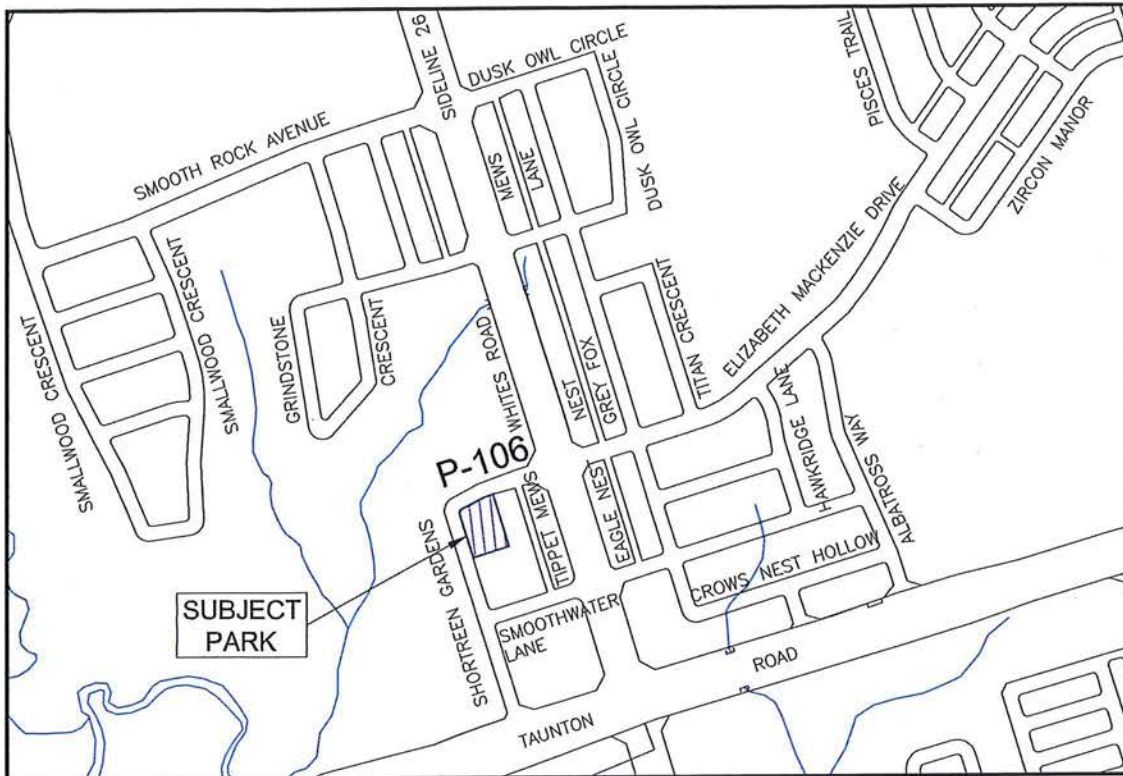 SIDELINE 26
DUSK OWL CIRCLE
DUSK OWL CIRCLE
PISCES TRAIL
SMOOTH ROCK AVENUE
MEWS
LANE
ZIRCON MANOR
ELIZABETH MACKENZIE DRIVE
SMALLWOOD CRESCENT
SMALLWOOD CRESCENT
GRINDSTONE
CRESCENT
WHITES ROAD
NEST
GREY FOX
TITAN CRESCENT
HAWKRIDGE LANE
ALBATROSS WAY
P-106
TIPPET MEWS
EAGLE NEST
SHORTREEN GARDENS
CROWS NEST HOLLOW
SUBJECT
PARK
SMOOTHWATER
LANE
ROAD
TAUNTON